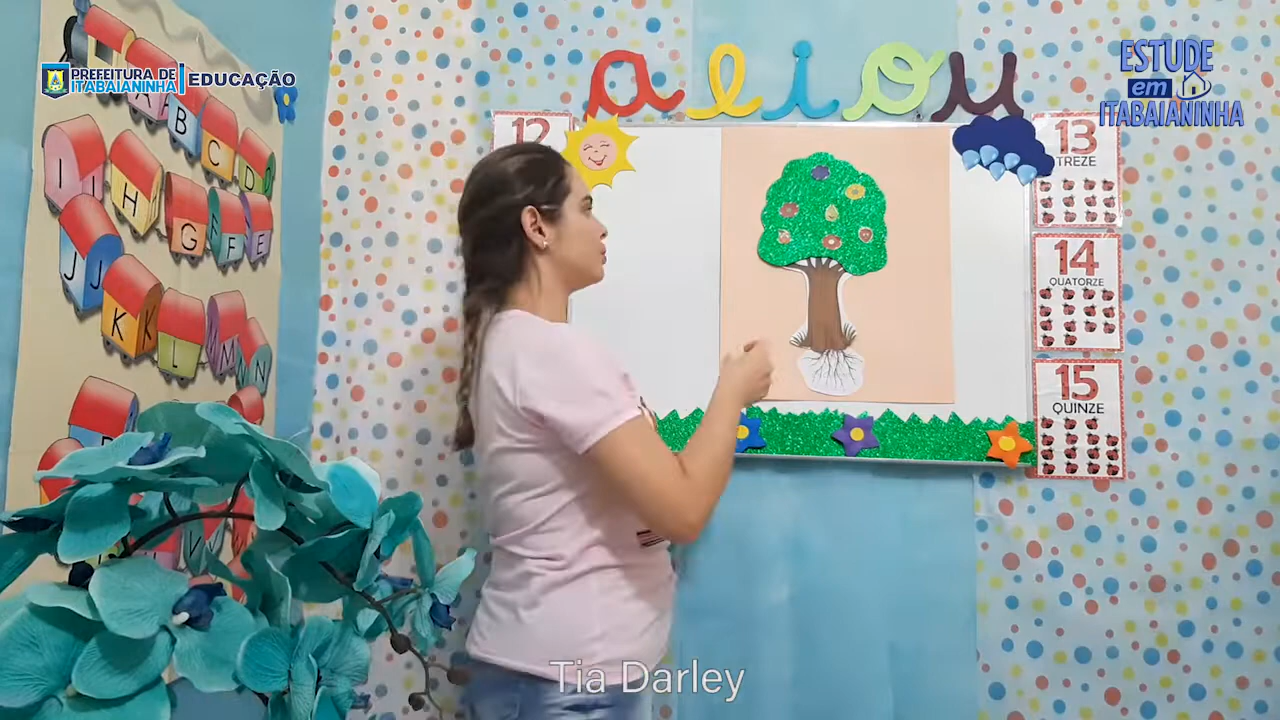 PREFEITURA DE
ITABAIANINHA
EDUCAÇÃO
ESTUDE
em
ITABAIANINHA
a e i o u
12
13
TREZE
14
QUATORZE
15
QUINZE
A
B
C
D
I
H
G
F
E
J
K
L
M
N
Tia Darley